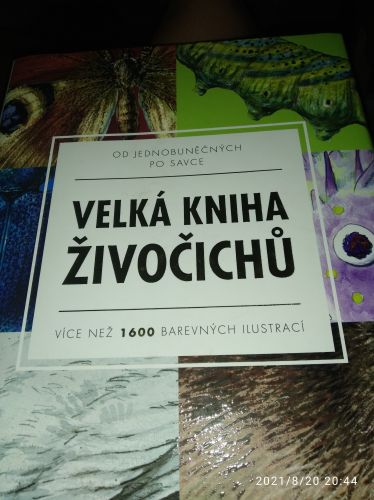 OD JEDNOBUNĚČNÝCH
PO SAVCE
VELKÁ KNIHA
ŽIVOČICHŮ
VÍCE NEŽ 1600 BAREVNÝCH ILUSTRACÍ
2021/8/20 20:44